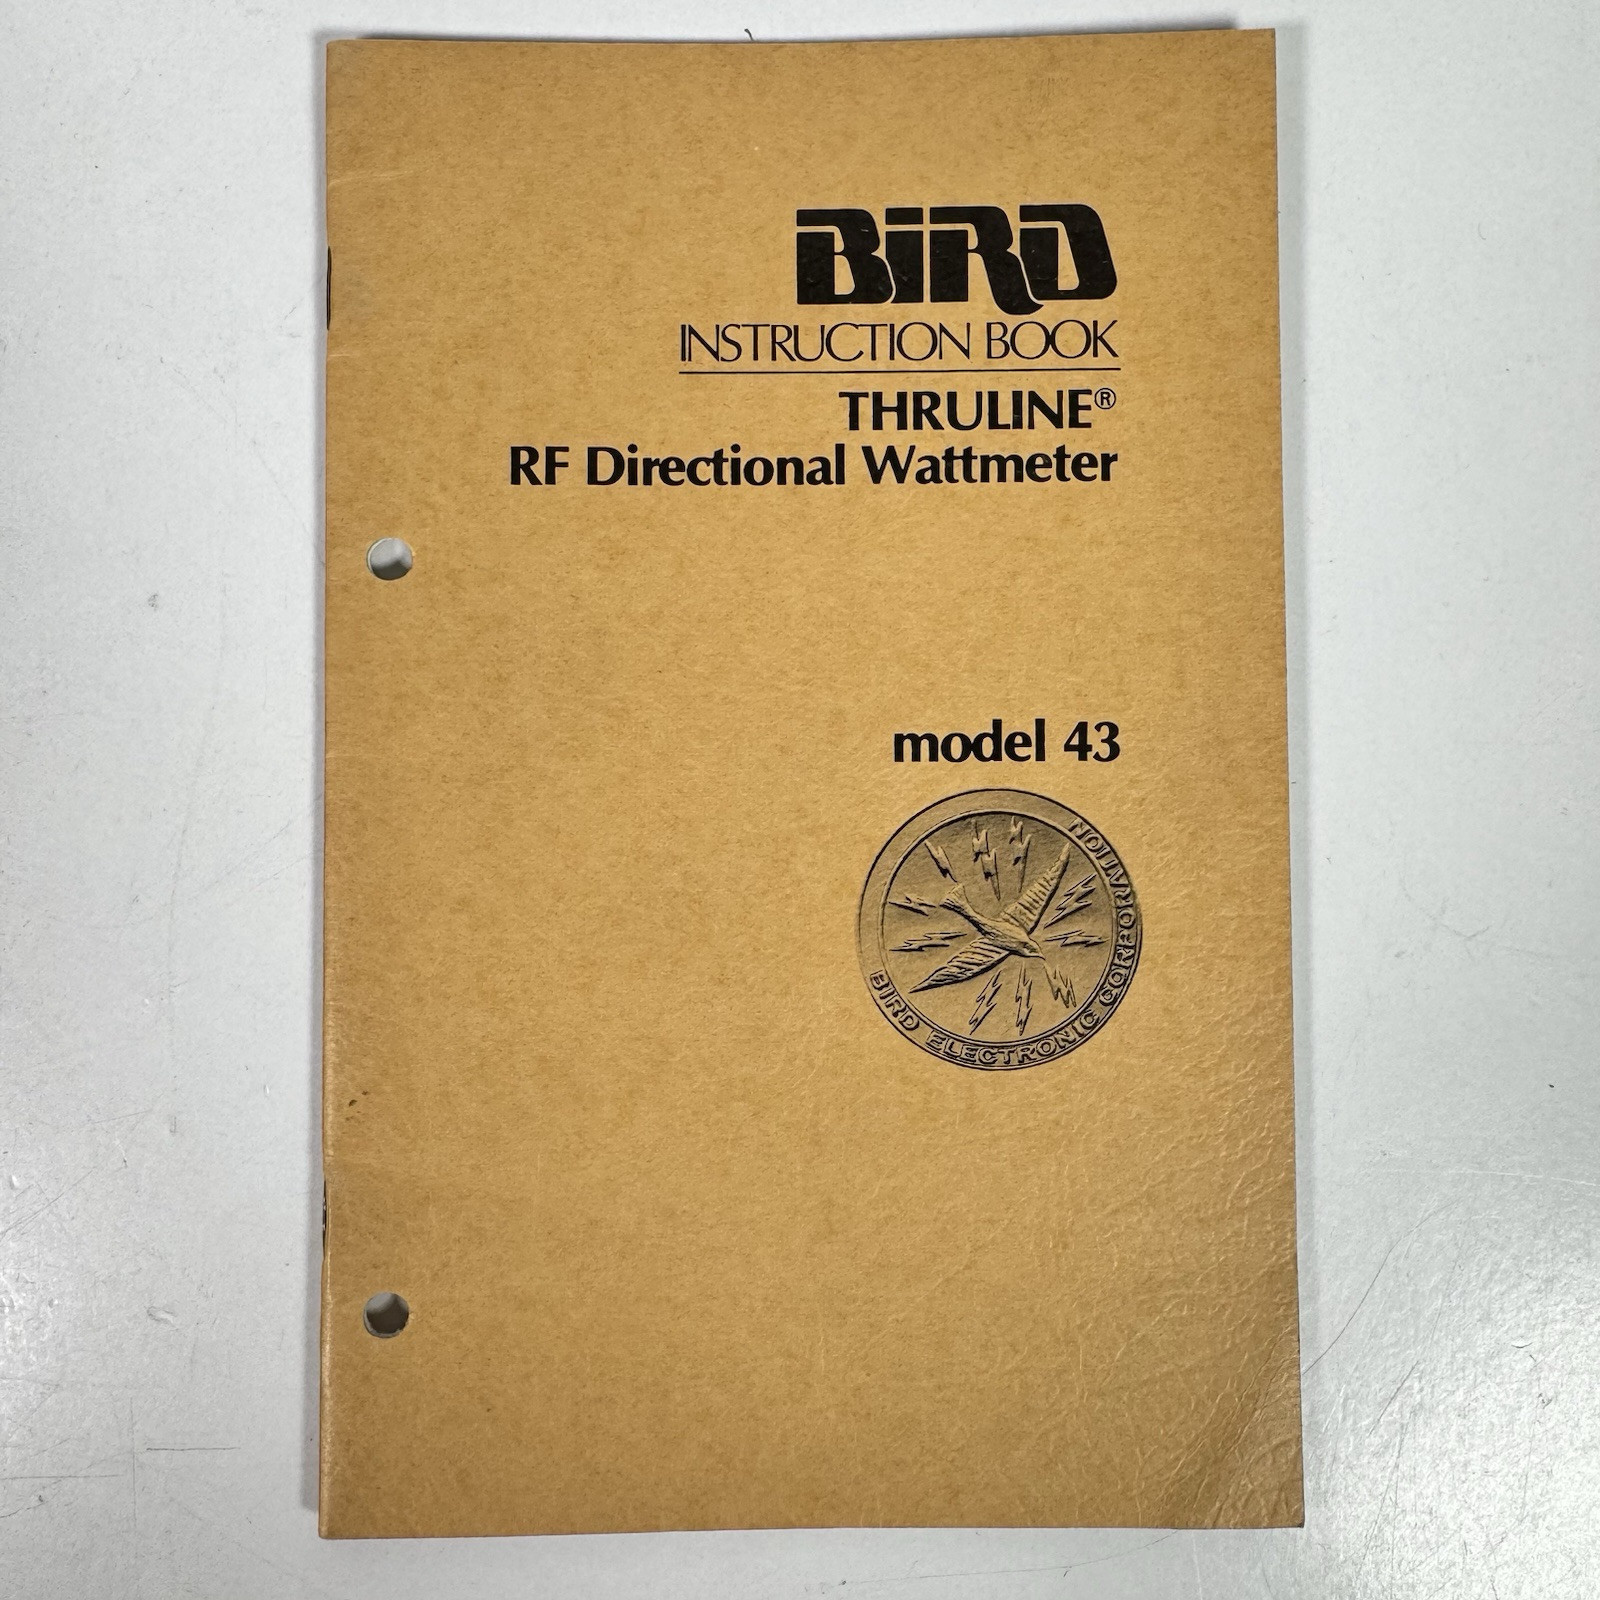 BiRD
INSTRUCTION BOOK
THRULINE®
RF Directional Wattmeter
model 43
BIRD ELECTRONIC CORPORATION